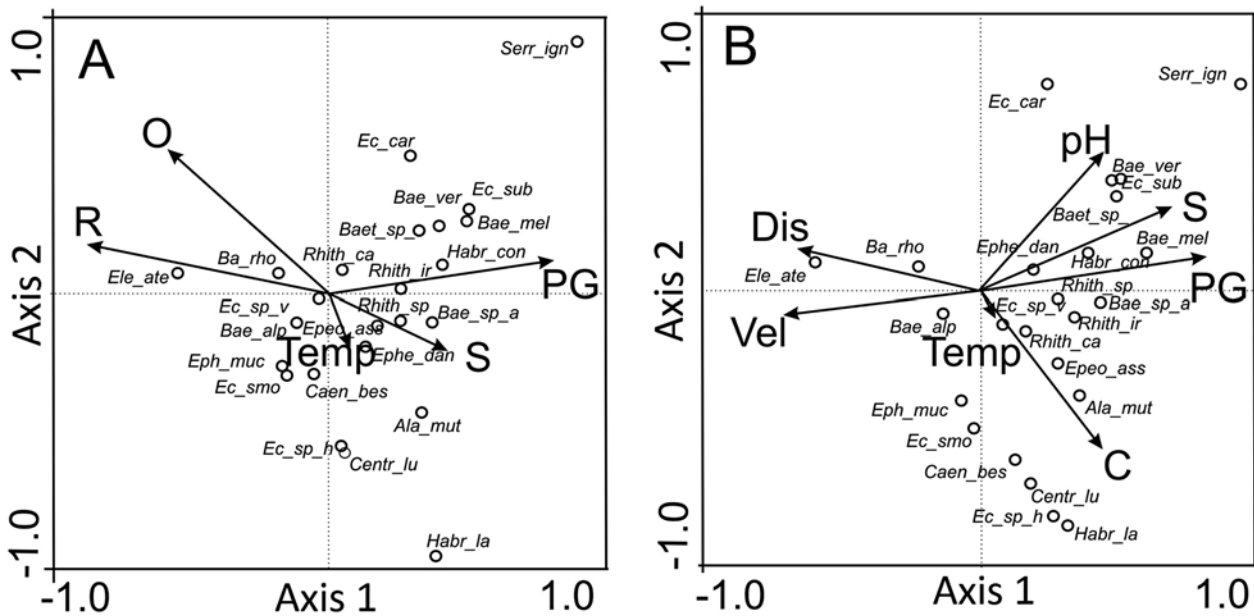 A
1.0
Serr_ign
Ec_car
O
Ec_sub
Bae_ver
R
Baet_sp_
Bae_mel
Ba_rho
Rhith_ca
Habr_con
Ele_ate
Rhith_ir
PG
Axis 2
Ec_sp_v
Rhith_sp
Bae_sp_a
Bae_alp
Epeo_ass
Temp
Ephe_dan
S
Eph_muc
Ec_smo
Caen_bes
Ala_mut
Ec_sp_h
Centr_lu
Habr_la
-1.0
-1.0
Axis 1
1.0
B
1.0
Serr_ign
Ec_car
pH
Bae_ver
Ec_sub
Baet_sp_
S
Dis
Ba_rho
Ephe_dan
Bae_mel
Habr_con
Ele_ate
PG
Axis 2
Rhith_sp
Ec_sp_v
Bae_sp_a
Vel
Bae_alp
Rhith_ir
Temp
Rhith_ca
Epeo_ass
Eph_muc
Ala_mut
Ec_smo
C
Caen_bes
Centr_lu
Ec_sp_h
Habr_la
-1.0
-1.0
Axis 1
1.0